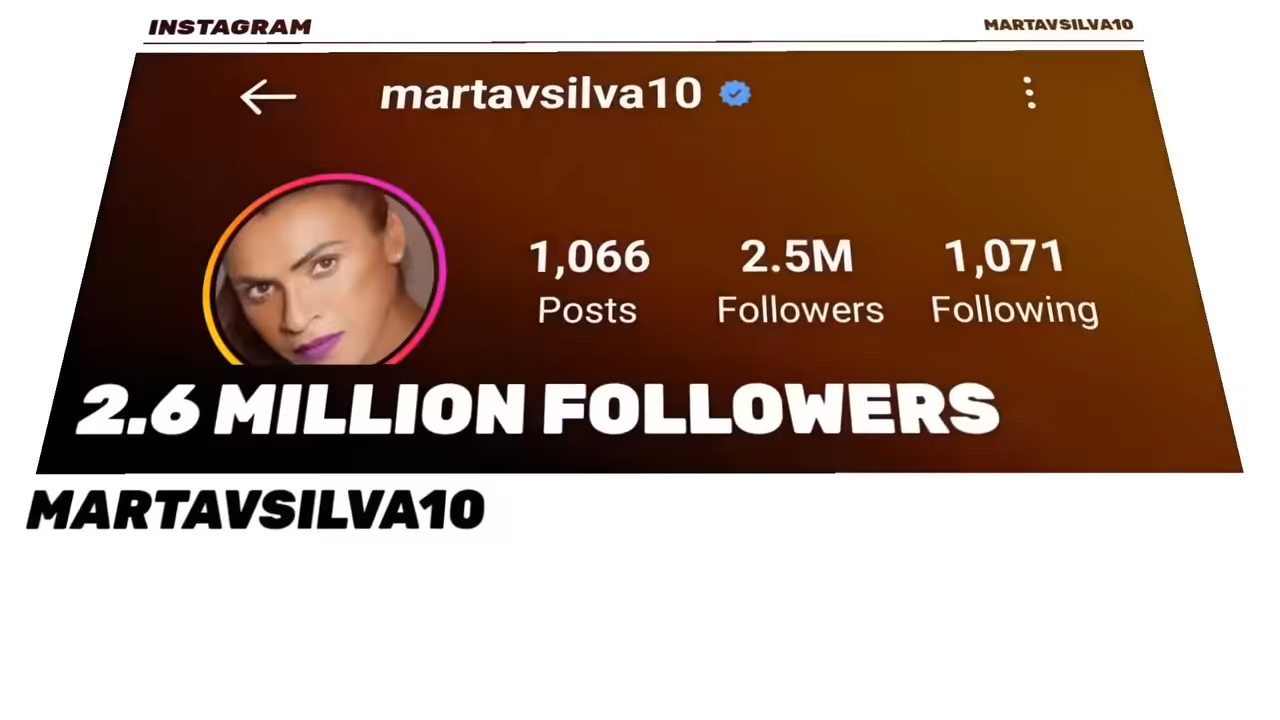 INSTAGRAM
MARTAVSILVA10
martavsilva10
1,066 2.5M 1,071
Posts Followers Following
2.6 MILLION FOLLOWERS
MARTAVSILVA10